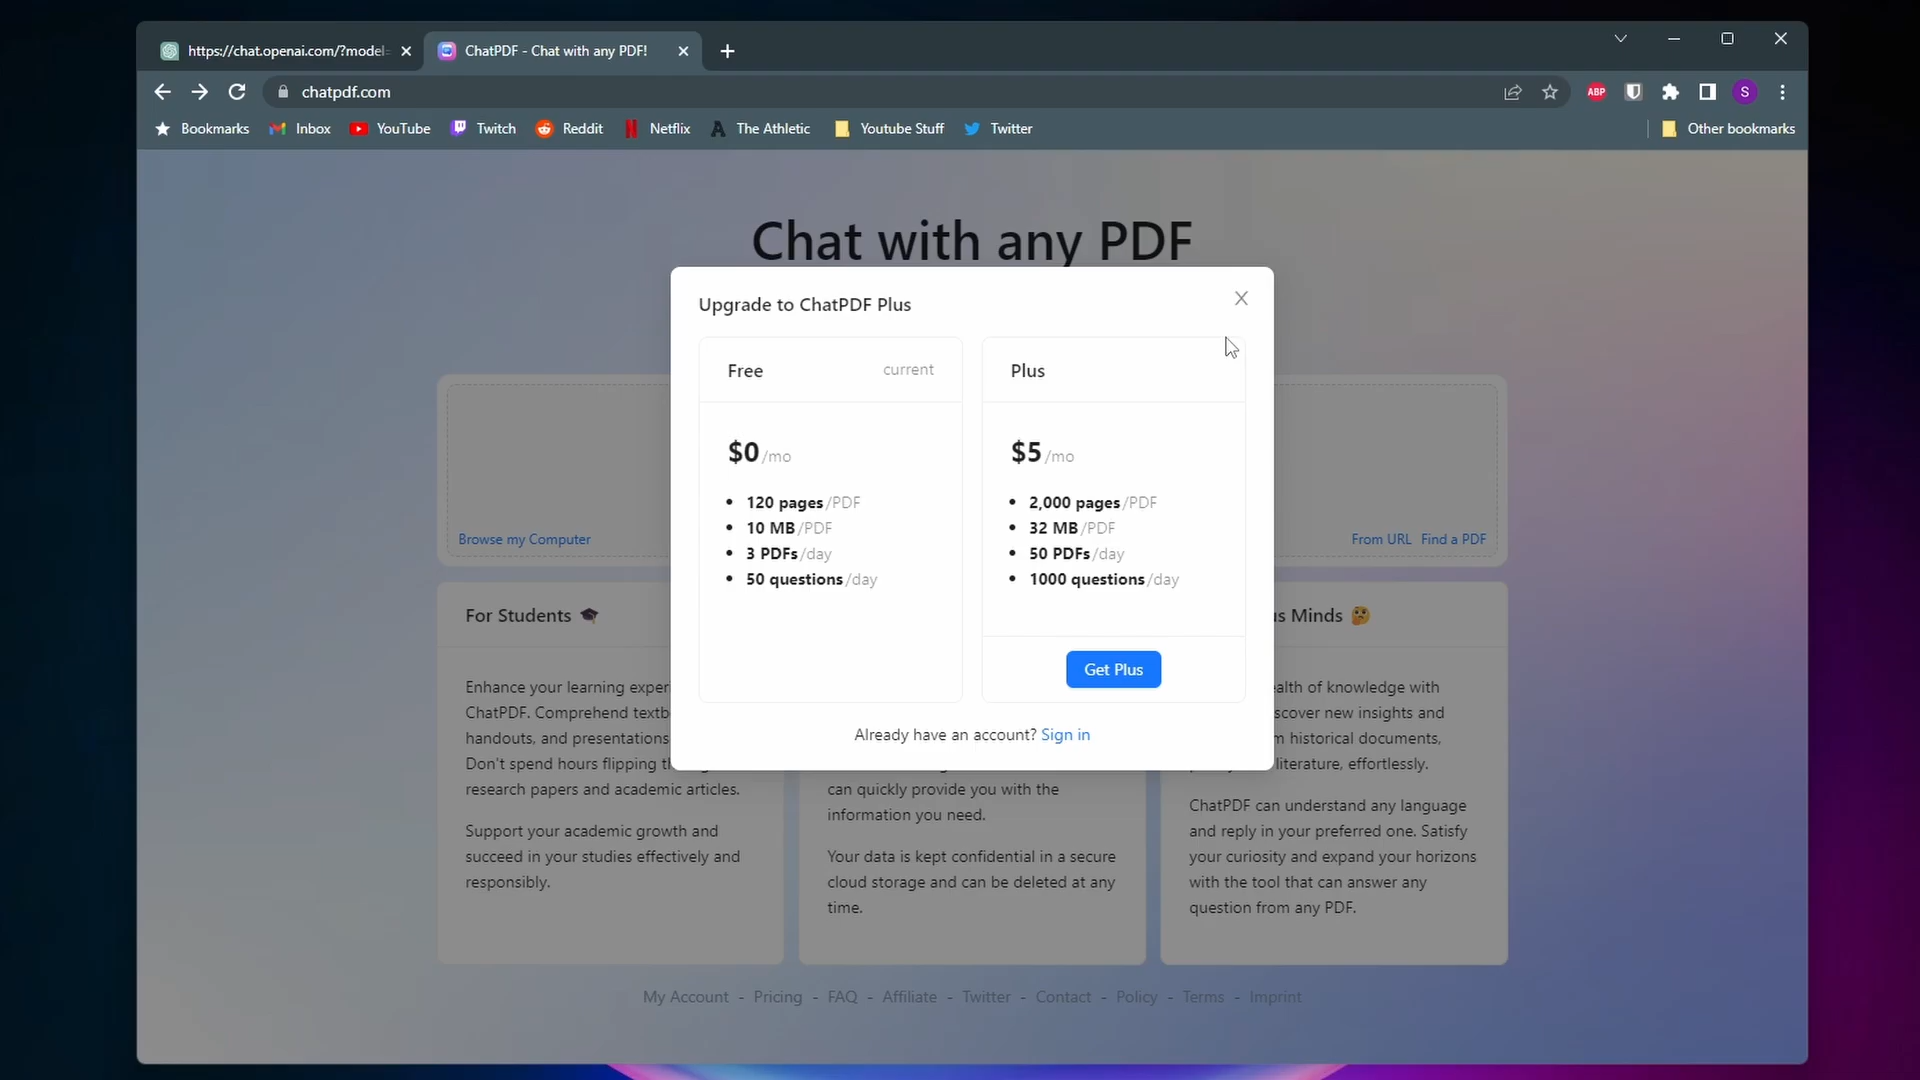 https://chat.openai.com/?model=
ChatPDF - Chat with any PDF!
chatpdf.com
ABP
S
Bookmarks Inbox YouTube Twitch Reddit Netflix The Athletic Youtube Stuff Twitter Other bookmarks
Chat with any PDF
Upgrade to ChatPDF Plus
Free current
$0/mo
• 120 pages/PDF
• 10 MB/PDF
• 3 PDFs/day
• 50 questions/day
Plus
$5/mo
• 2,000 pages/PDF
• 32 MB/PDF
• 50 PDFs/day
• 1000 questions/day
Get Plus
Already have an account? Sign in
Browse my Computer
From URL Find a PDF
For Students
Enhance your learning
ChatPDF. Comprehend
handouts, and presentations
Don't spend hours flipping
research papers and academic articles.
Support your academic growth and
succeed in your studies effectively and
responsibly.
can quickly provide you with the
information you need.
Your data is kept confidential in a secure
cloud storage and can be deleted at any
time.
Minds
of knowledge with
new insights and
historical documents,
literature, effortlessly.
ChatPDF can understand any language
and reply in your preferred one. Satisfy
your curiosity and expand your horizons
with the tool that can answer any
question from any PDF.
My Account - Pricing - FAQ - Affiliate - Twitter - Contact - Policy - Terms - Imprint